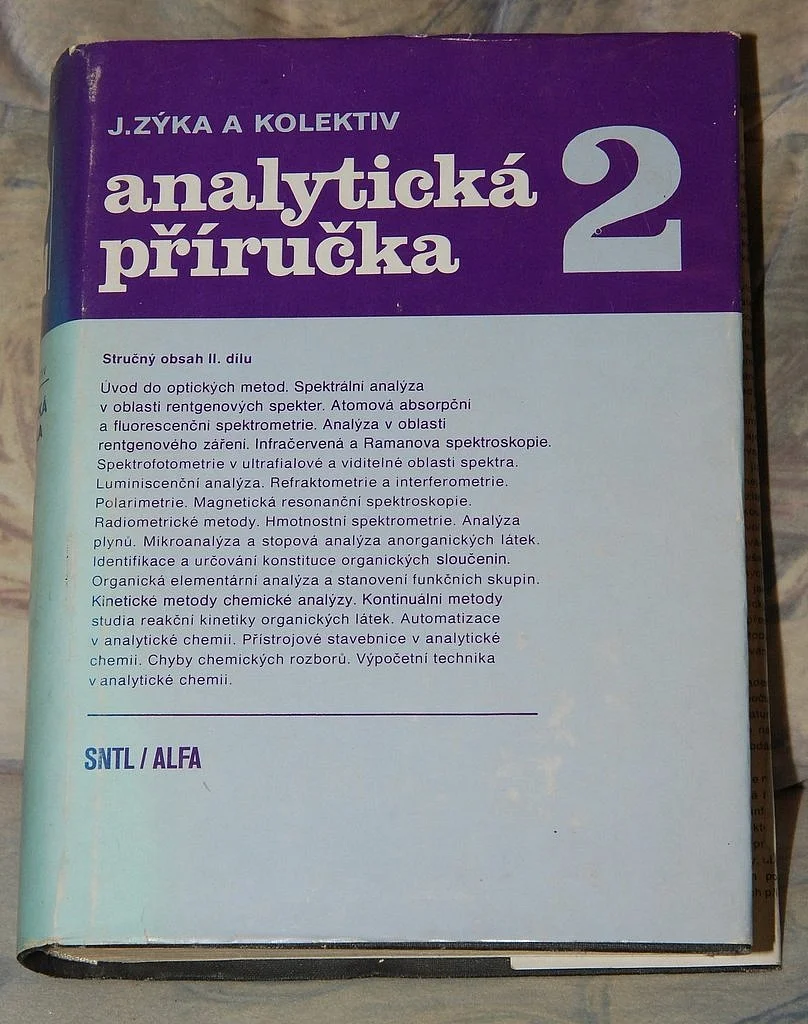 J. ZÝKA A KOLEKTIV
analytická
příručka
2
Stručný obsah II. dílu
Úvod do optických metod. Spektrální analýza
v oblasti rentgenových spekter. Atomová absorpční
a fluorescenční spektrometrie. Analýza v oblasti
rentgenového záření. Infračervená a Ramanova spektroskopie.
Spektrofotometrie v ultrafialové a viditelné oblasti spektra.
Luminiscenční analýza. Refraktometrie a interferometrie.
Polarimetrie. Magnetická resonanční spektroskopie.
Radiometrické metody. Hmotnostní spektrometrie. Analýza
plynů. Mikroanalýza a stopová analýza anorganických látek.
Identifikace a určování konstituce organických sloučenin.
Organická elementární analýza a stanovení funkčních skupin.
Kinetické metody chemické analýzy. Kontinuální metody
studia reakční kinetiky organických látek. Automatizace
v analytické chemii. Přístrojové stavebnice v analytické
chemii. Chyby chemických rozborů. Výpočetní technika
v analytické chemii.
SNTL / ALFA